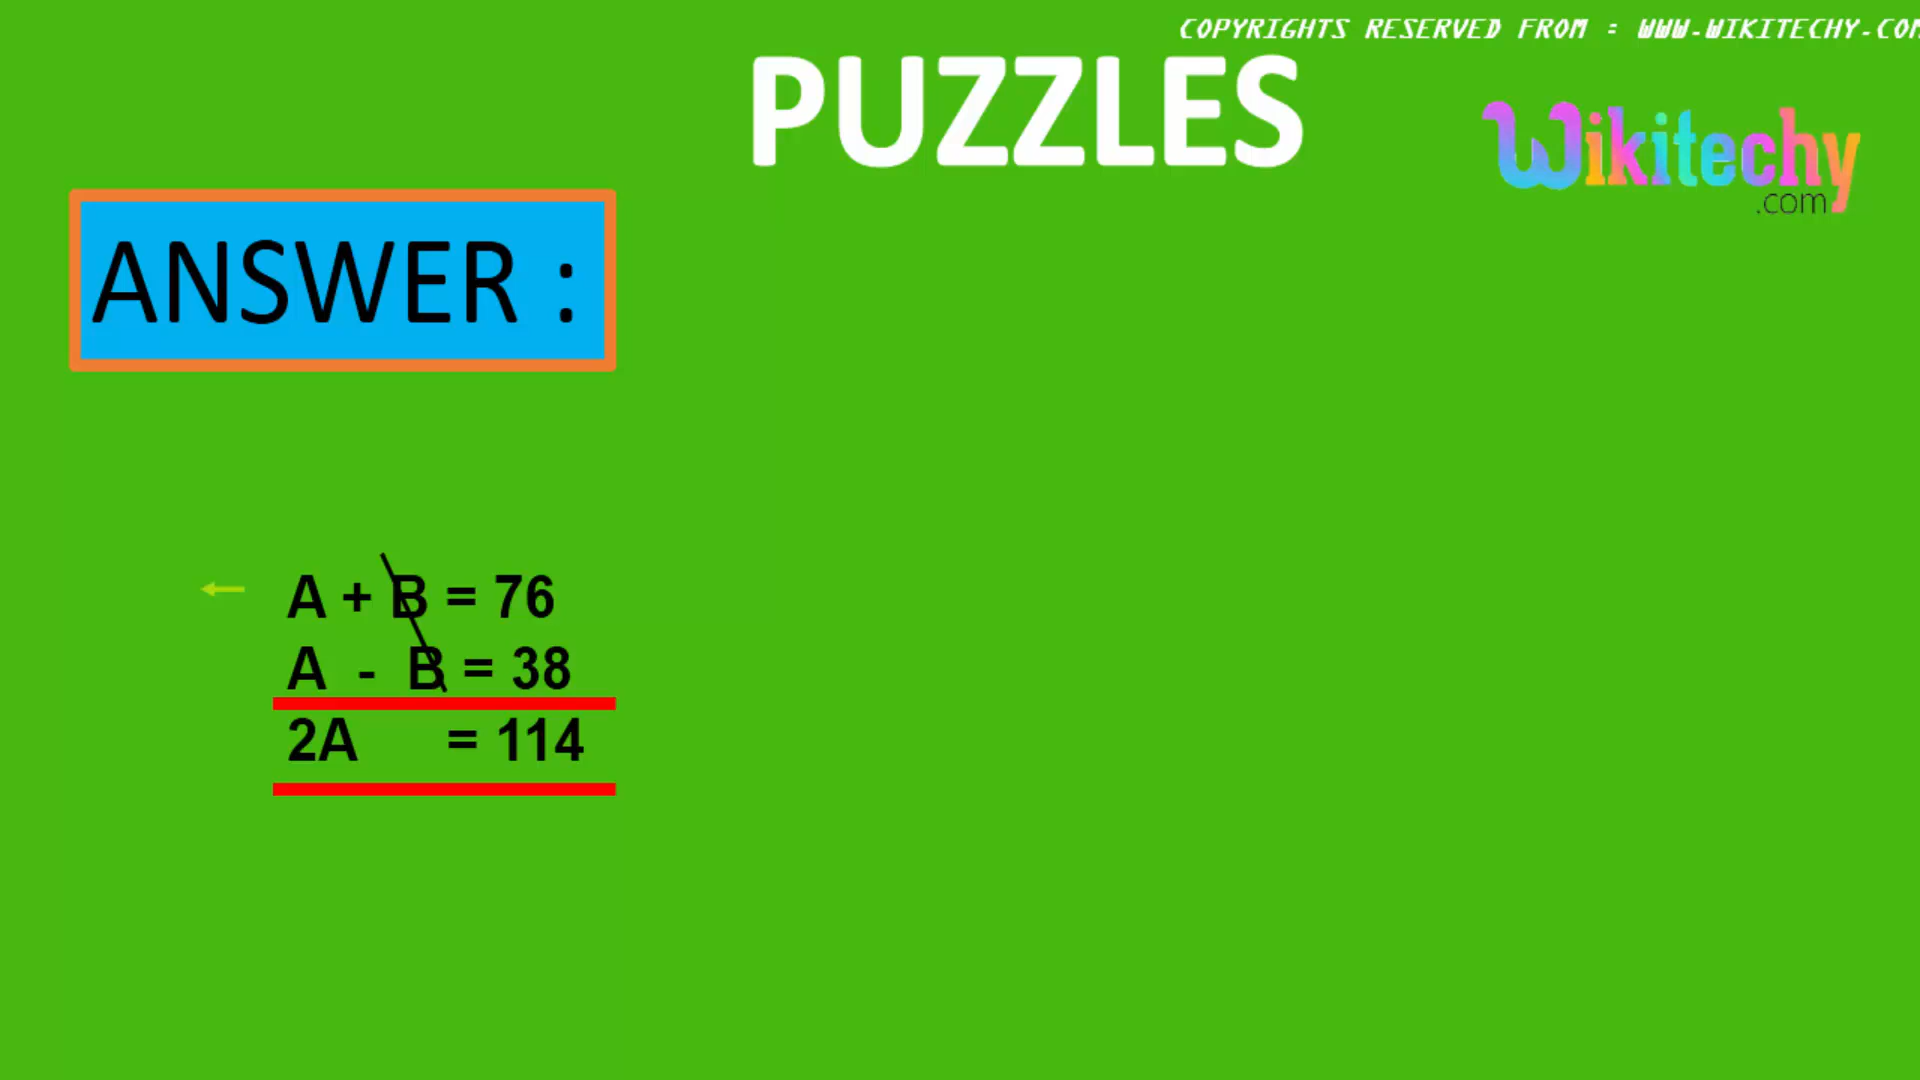 COPYRIGHTS RESERVED FROM : WWW.WIKITECHY.COM
PUZZLES
Wikitechy
.com
ANSWER :
A + B = 76
A - B = 38
2A = 114